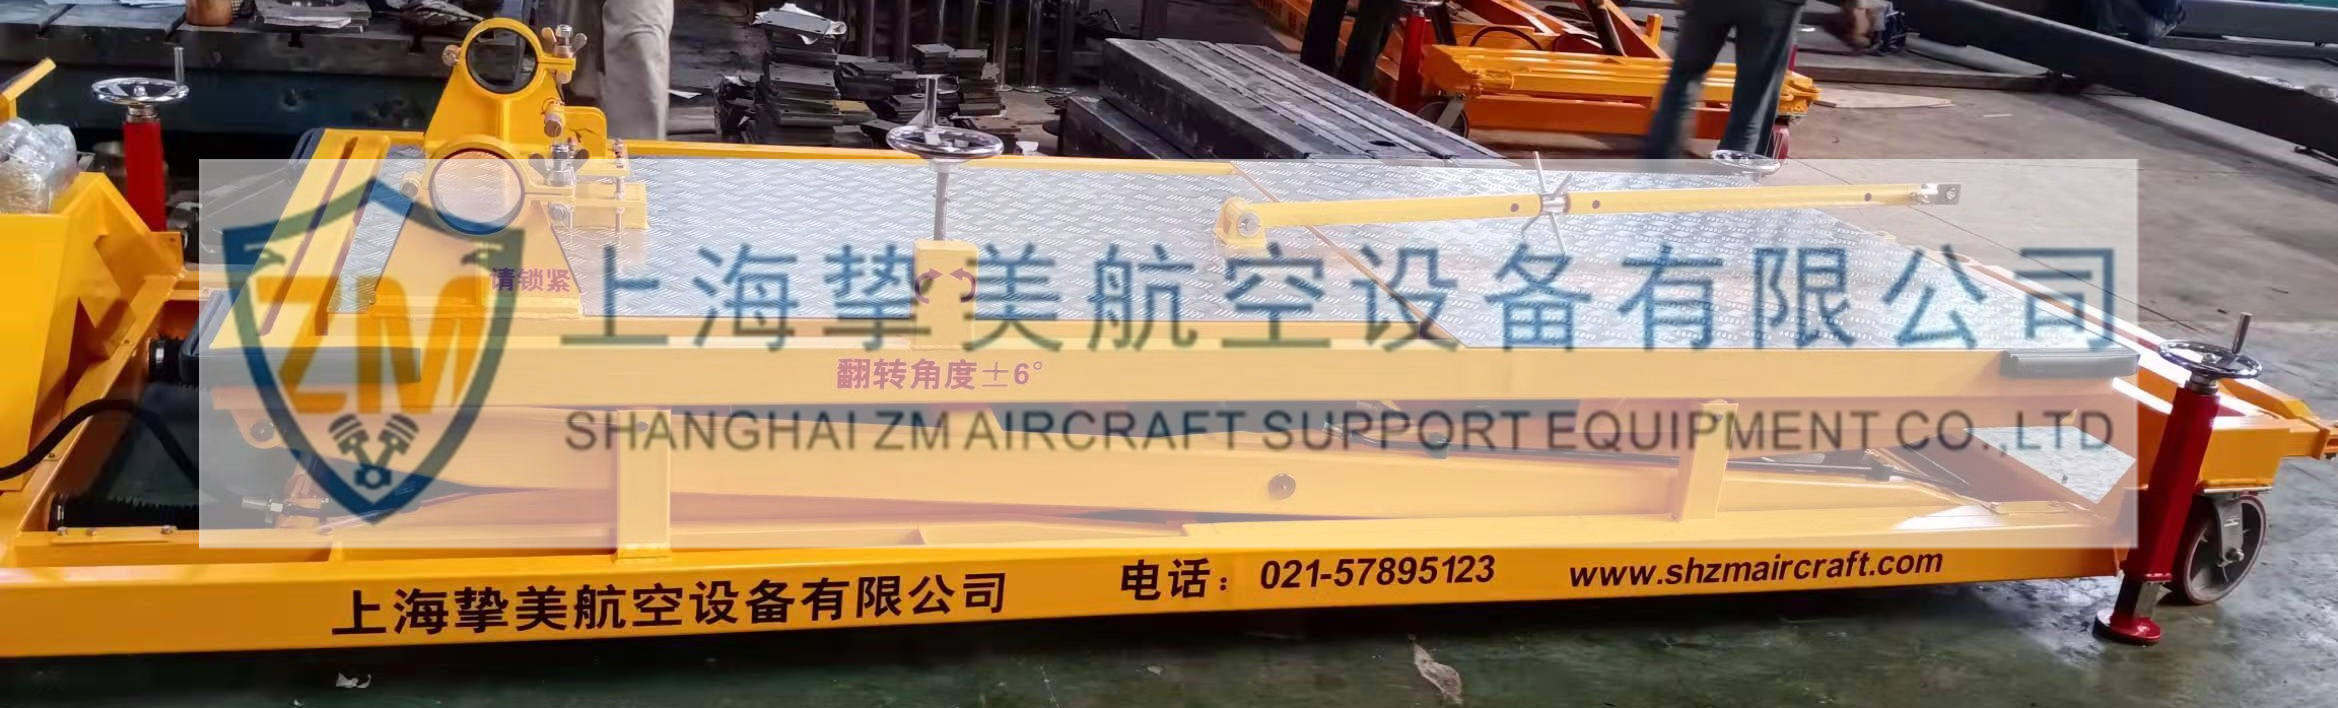 请锁紧
ZM
上海挚美航空设备有限公司
翻转角度±6°
SHANGHAI ZM AIRCRAFT SUPPORT EQUIPMENT CO.,LTD
上海挚美航空设备有限公司 电话：021-57895123 www.shzmaircraft.com